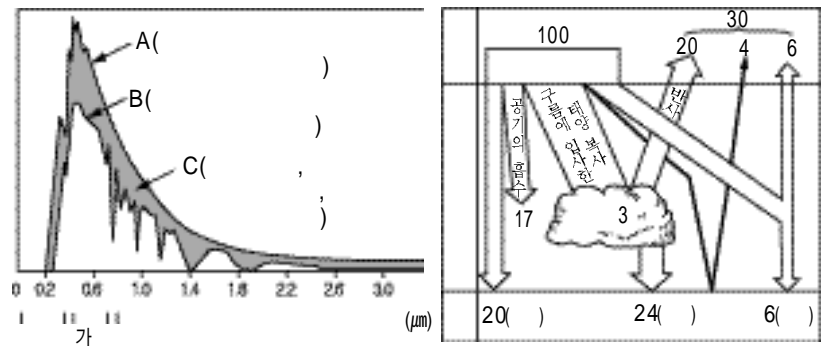 A(
)
B(
)
C( ,
,
)
0 0.2 0.6 1.0 1.4 1.8 2.2 2.6 3.0
(㎛)
가
30
100
20 4 6
반사
공기의 흡수
구름에 입사한
태양 복사
17
3
20( ) 24( ) 6( )